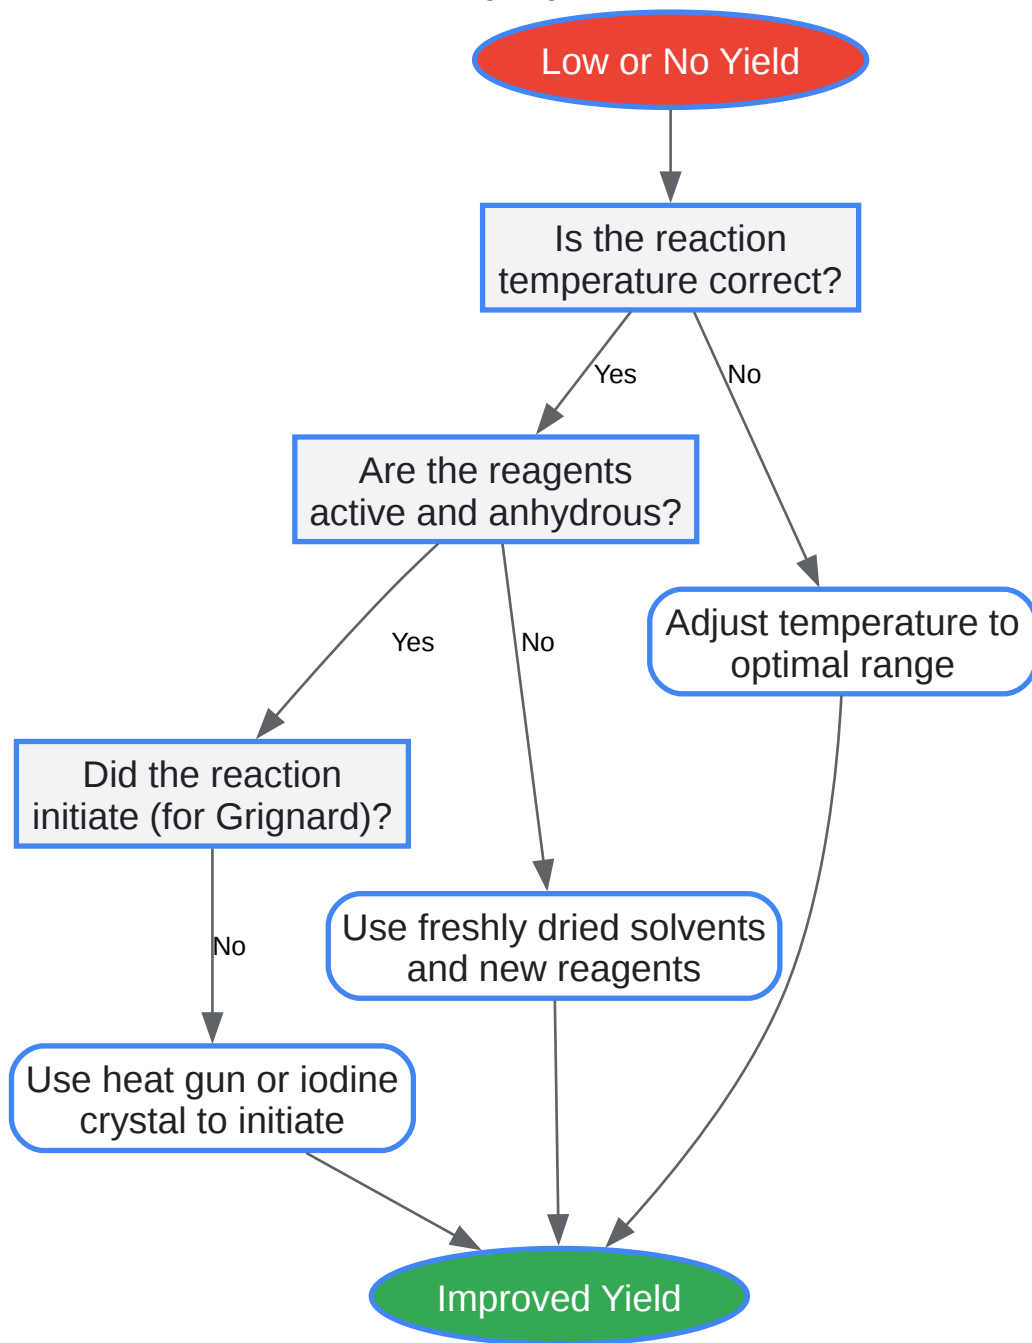 Low or No Yield
Is the reaction
temperature correct?
Yes
No
Are the reagents
active and anhydrous?
Yes
No
Adjust temperature to
optimal range
Did the reaction
initiate (for Grignard)?
No
Use freshly dried solvents
and new reagents
Use heat gun or iodine
crystal to initiate
Improved Yield